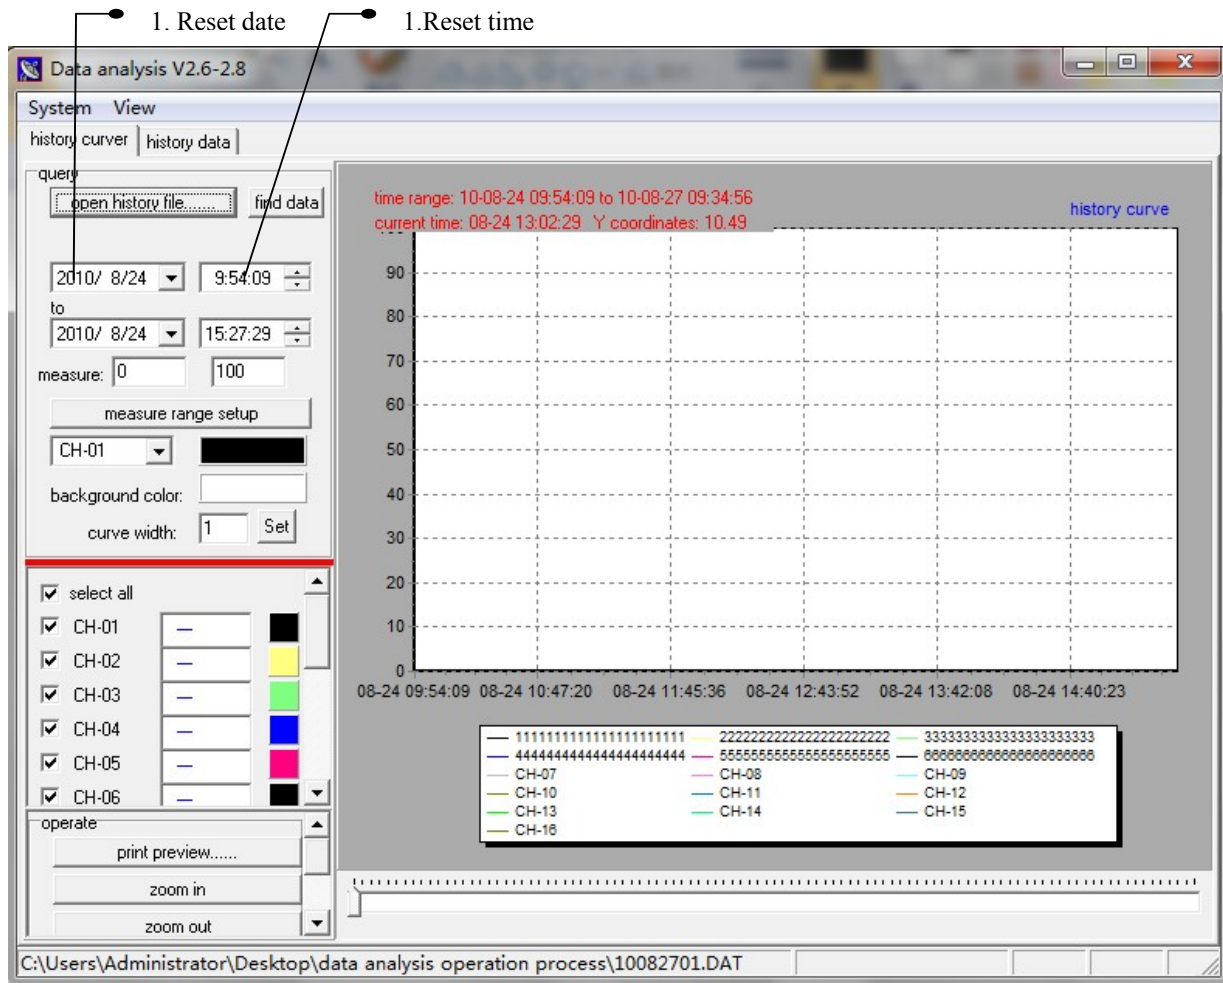 1. Reset date 1.Reset time
Data analysis V2.6-2.8
System View
history curver history data
query
open history file....... find data
2010/ 8/24 9:54:09
to
2010/ 8/24 15:27:29
measure: 0 100
measure range setup
CH-01
background color:
curve width: 1 Set
select all
CH-01 —
CH-02 —
CH-03 —
CH-04 —
CH-05 —
CH-06 —
operate
print preview......
zoom in
zoom out
time range: 10-08-24 09:54:09 to 10-08-27 09:34:56
current time: 08-24 13:02:29 Y coordinates: 10.49
history curve
100
90
80
70
60
50
40
30
20
10
0
08-24 09:54:09 08-24 10:47:20 08-24 11:45:36 08-24 12:43:52 08-24 13:42:08 08-24 14:40:23
CH-07 CH-08 CH-09
CH-10 CH-11 CH-12
CH-13 CH-14 CH-15
CH-16
C:\Users\Administrator\Desktop\data analysis operation process\10082701.DAT